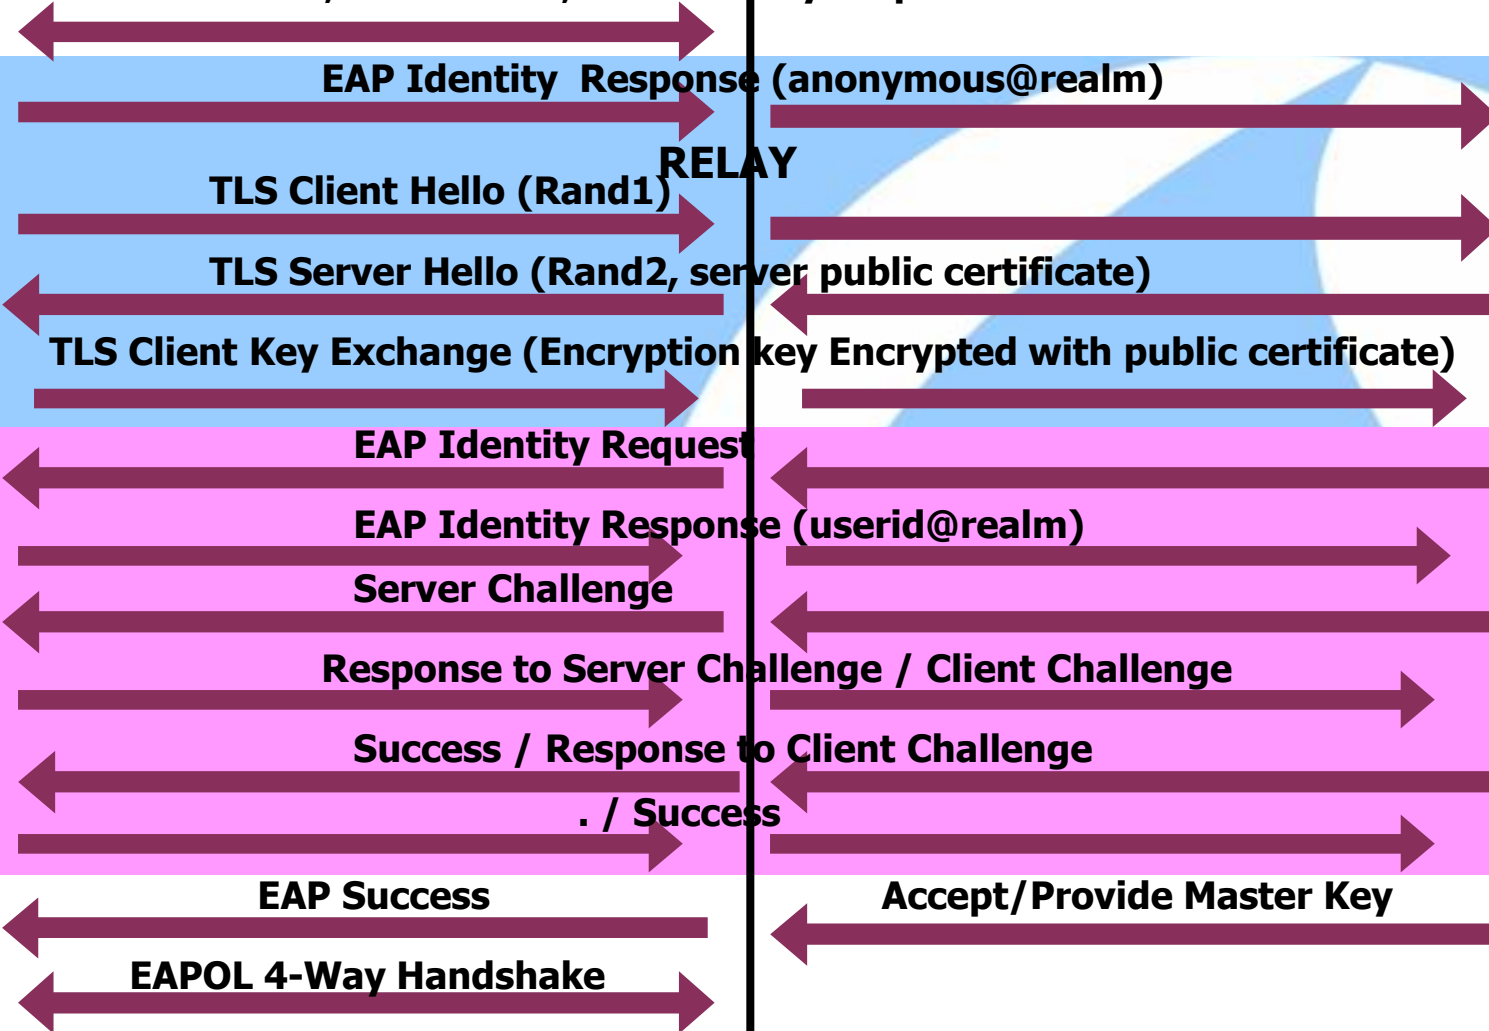 EAP Identity Response (anonymous@realm)
RELAY
TLS Client Hello (Rand1)
TLS Server Hello (Rand2, server public certificate)
TLS Client Key Exchange (Encryption key Encrypted with public certificate)
EAP Identity Request
EAP Identity Response (userid@realm)
Server Challenge
Response to Server Challenge / Client Challenge
Success / Response to Client Challenge
. / Success
EAP Success
Accept/Provide Master Key
EAPOL 4-Way Handshake